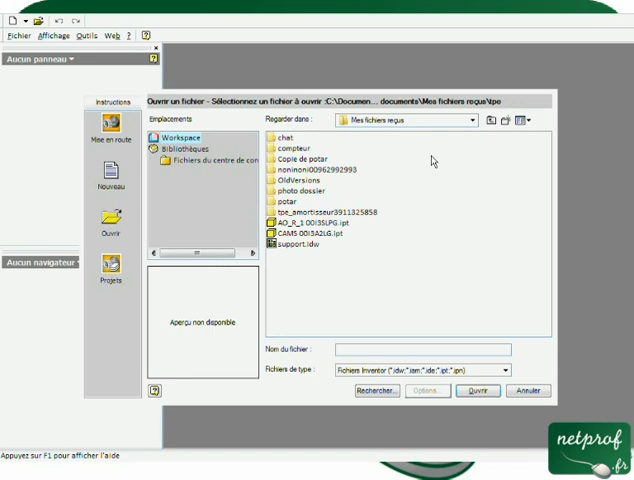 Fichier Affichage Outils Web ?
Aucun panneau
Instructions
Mise en route
Nouveau
Ouvrir
Projets
Ouvrir un fichier - Sélectionnez un fichier à ouvrir :C:\Documen... documents\Mes fichiers reçus\tpe
Emplacements
Regarder dans :
Mes fichiers reçus
Workspace
Bibliothèques
Fichiers du centre de con
chat
compteur
Copie de potar
noninoni00962992993
OldVersions
photo dossier
potar
tpe_amortisseur3911325858
AO_R_1 00I3SLPG.ipt
CAMS 00I3A2LG.ipt
support.idw
Aucun navigateur
Aperçu non disponible
Nom du fichier :
Fichiers de type :
Fichiers Inventor (*.idw;*.iam;*.ide;*.ipt;*.ipn)
Rechercher... Options... Ouvrir Annuler
Appuyez sur F1 pour afficher l'aide
netprof
.fr